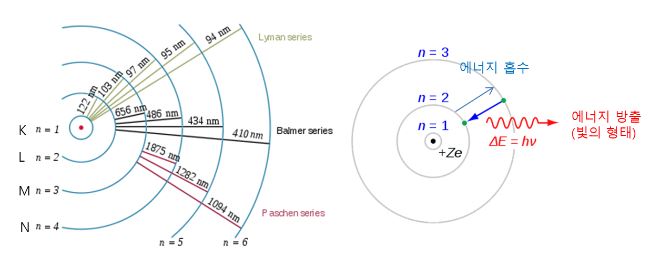 Lyman series
122 nm
103 nm
97 nm
95 nm
94 nm
656 nm
486 nm
434 nm
410 nm
Balmer series
1875 nm
1282 nm
1094 nm
Paschen series
K n = 1
L n = 2
M n = 3
N n = 4
n = 5
n = 6
n = 3
에너지 흡수
n = 2
n = 1
+Ze
에너지 방출
(빛의 형태)
ΔE = hν